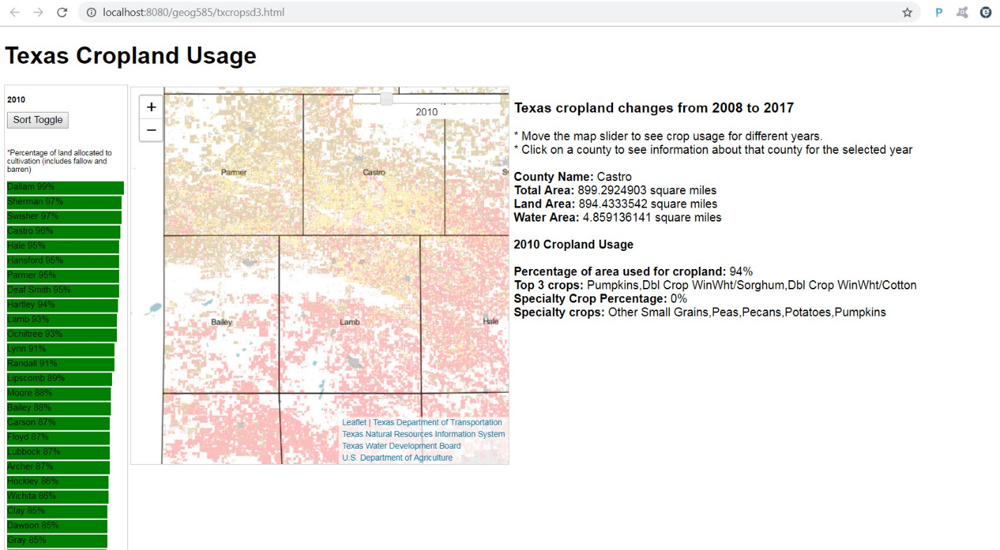 localhost:8080/geog585/txcropsd3.html
Texas Cropland Usage
2010
Sort Toggle
*Percentage of land allocated to
cultivation (includes fallow and
barren)
Dallam 99%
Sherman 97%
Swisher 97%
Castro 96%
Hale 95%
Hansford 95%
Parmer 95%
Deaf Smith 95%
Hartley 94%
Lamb 93%
Ochiltree 93%
Lynn 91%
Randall 91%
Lipscomb 89%
Moore 88%
Bailey 88%
Carson 87%
Floyd 87%
Lubbock 87%
Archer 87%
Hockley 86%
Wichita 86%
Clay 85%
Dawson 85%
Gray 85%
+
−
2010
Parmer
Castro
S
Bailey
Lamb
Hale
Leaflet | Texas Department of Transportation
Texas Natural Resources Information System
Texas Water Development Board
U.S. Department of Agriculture
Texas cropland changes from 2008 to 2017
* Move the map slider to see crop usage for different years.
* Click on a county to see information about that county for the selected year
County Name: Castro
Total Area: 899.2924903 square miles
Land Area: 894.4333542 square miles
Water Area: 4.859136141 square miles
2010 Cropland Usage
Percentage of area used for cropland: 94%
Top 3 crops: Pumpkins,Dbl Crop WinWht/Sorghum,Dbl Crop WinWht/Cotton
Specialty Crop Percentage: 0%
Specialty crops: Other Small Grains,Peas,Pecans,Potatoes,Pumpkins